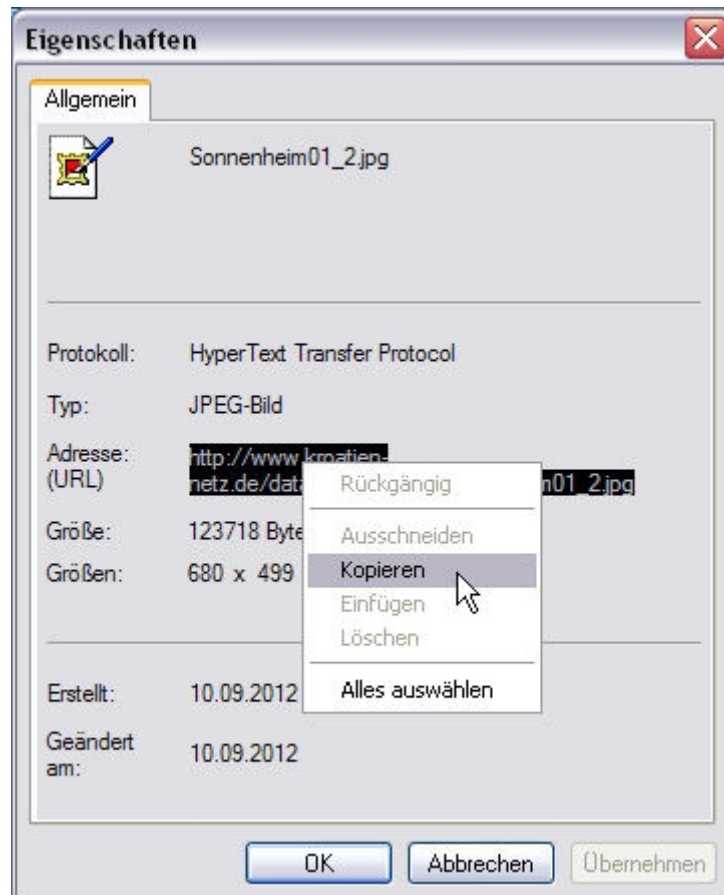 Eigenschaften
Allgemein
Sonnenheim01_2.jpg
Protokoll: HyperText Transfer Protocol
Typ: JPEG-Bild
Adresse: http://www.kroatien-
(URL) netz.de/data m01_2.jpg
Größe: 123718 Byte
Größen: 680 x 499
Rückgängig
Ausschneiden
Kopieren
Einfügen
Löschen
Alles auswählen
Erstellt: 10.09.2012
Geändert
am: 10.09.2012
OK Abbrechen Übernehmen